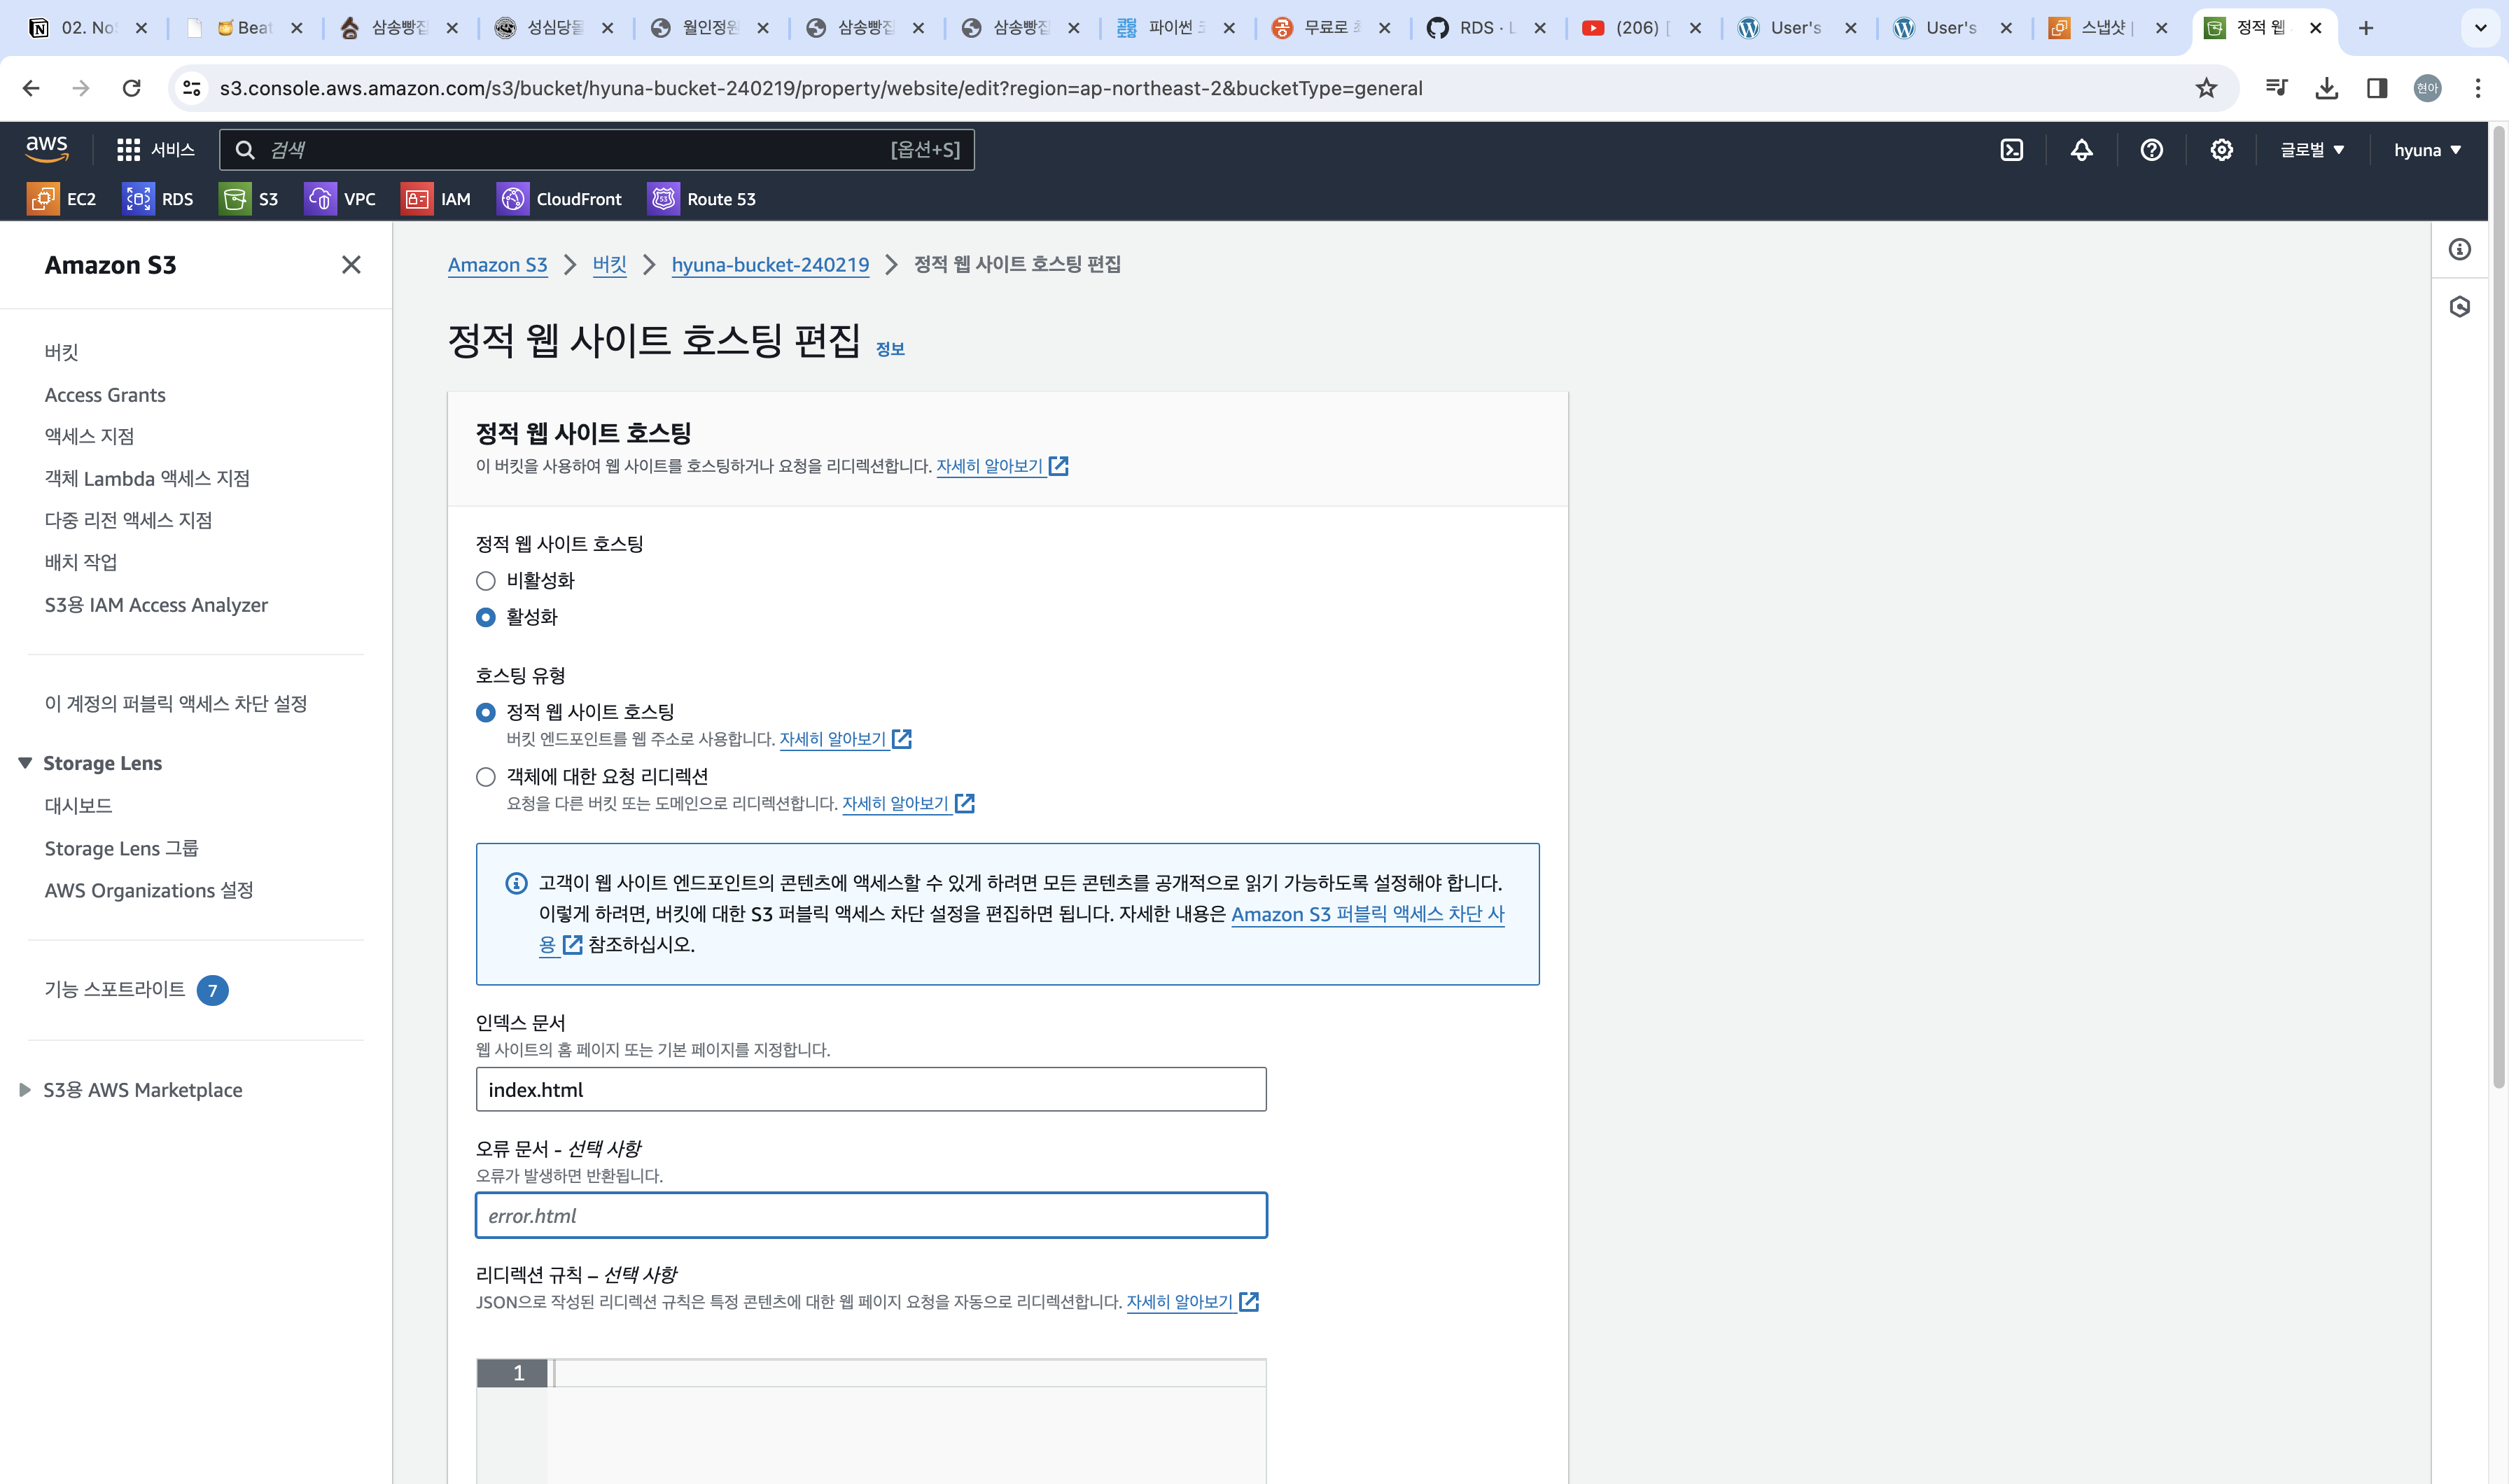 02. No
Beat
삼송빵집
성심당몰
월인정원
삼송빵집
삼송빵집
파이썬
무료로
RDS · L
(206) [
User's
User's
스냅샷 |
정적 웹
s3.console.aws.amazon.com/s3/bucket/hyuna-bucket-240219/property/website/edit?region=ap-northeast-2&bucketType=general
현아
aws
서비스
검색
[옵션+S]
글로벌
hyuna
EC2
RDS
S3
VPC
IAM
CloudFront
Route 53
Amazon S3
버킷
Access Grants
액세스 지점
객체 Lambda 액세스 지점
다중 리전 액세스 지점
배치 작업
S3용 IAM Access Analyzer
이 계정의 퍼블릭 액세스 차단 설정
Storage Lens
대시보드
Storage Lens 그룹
AWS Organizations 설정
기능 스포트라이트 7
S3용 AWS Marketplace
Amazon S3 > 버킷 > hyuna-bucket-240219 > 정적 웹 사이트 호스팅 편집
정적 웹 사이트 호스팅 편집 정보
정적 웹 사이트 호스팅
이 버킷을 사용하여 웹 사이트를 호스팅하거나 요청을 리디렉션합니다. 자세히 알아보기
정적 웹 사이트 호스팅
비활성화
활성화
호스팅 유형
정적 웹 사이트 호스팅
버킷 엔드포인트를 웹 주소로 사용합니다. 자세히 알아보기
객체에 대한 요청 리디렉션
요청을 다른 버킷 또는 도메인으로 리디렉션합니다. 자세히 알아보기
고객이 웹 사이트 엔드포인트의 콘텐츠에 액세스할 수 있게 하려면 모든 콘텐츠를 공개적으로 읽기 가능하도록 설정해야 합니다.
이렇게 하려면, 버킷에 대한 S3 퍼블릭 액세스 차단 설정을 편집하면 됩니다. 자세한 내용은 Amazon S3 퍼블릭 액세스 차단 사
용 참조하십시오.
인덱스 문서
웹 사이트의 홈 페이지 또는 기본 페이지를 지정합니다.
index.html
오류 문서 - 선택 사항
오류가 발생하면 반환됩니다.
error.html
리디렉션 규칙 – 선택 사항
JSON으로 작성된 리디렉션 규칙은 특정 콘텐츠에 대한 웹 페이지 요청을 자동으로 리디렉션합니다. 자세히 알아보기
1